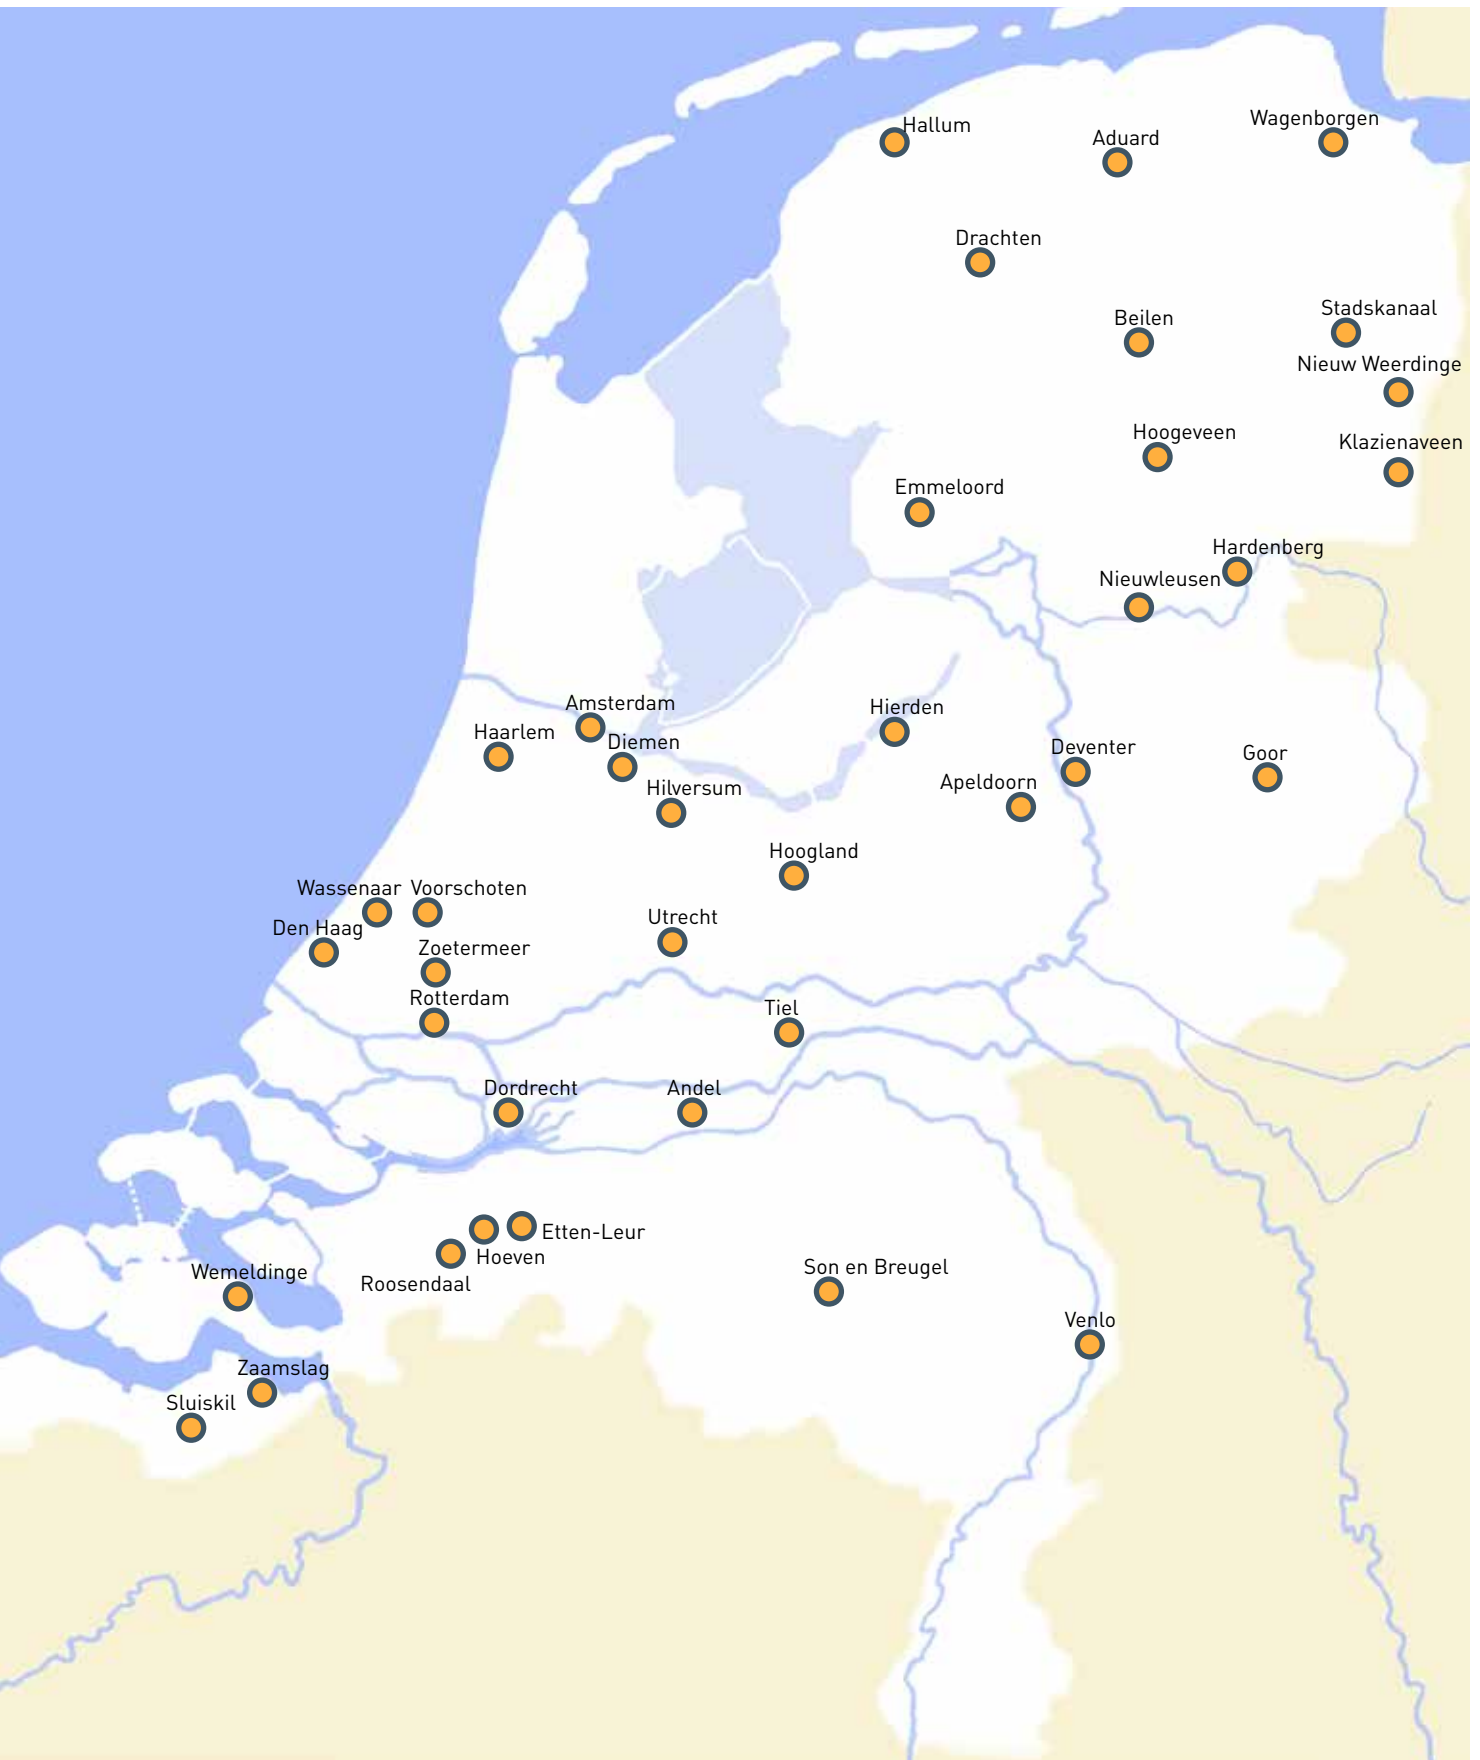 Hallum
Wagenborgen
Aduard
Drachten
Beilen
Stadskanaal
Nieuw Weerdinge
Hoogeveen
Klazienaveen
Emmeloord
Hardenberg
Nieuwleusen
Amsterdam
Hierden
Haarlem
Diemen
Deventer
Goor
Hilversum
Apeldoorn
Hoogland
Wassenaar
Voorschoten
Utrecht
Den Haag
Zoetermeer
Rotterdam
Tiel
Dordrecht
Andel
Etten-Leur
Hoeven
Wemeldinge
Roosendaal
Son en Breugel
Venlo
Zaamslag
Sluiskil